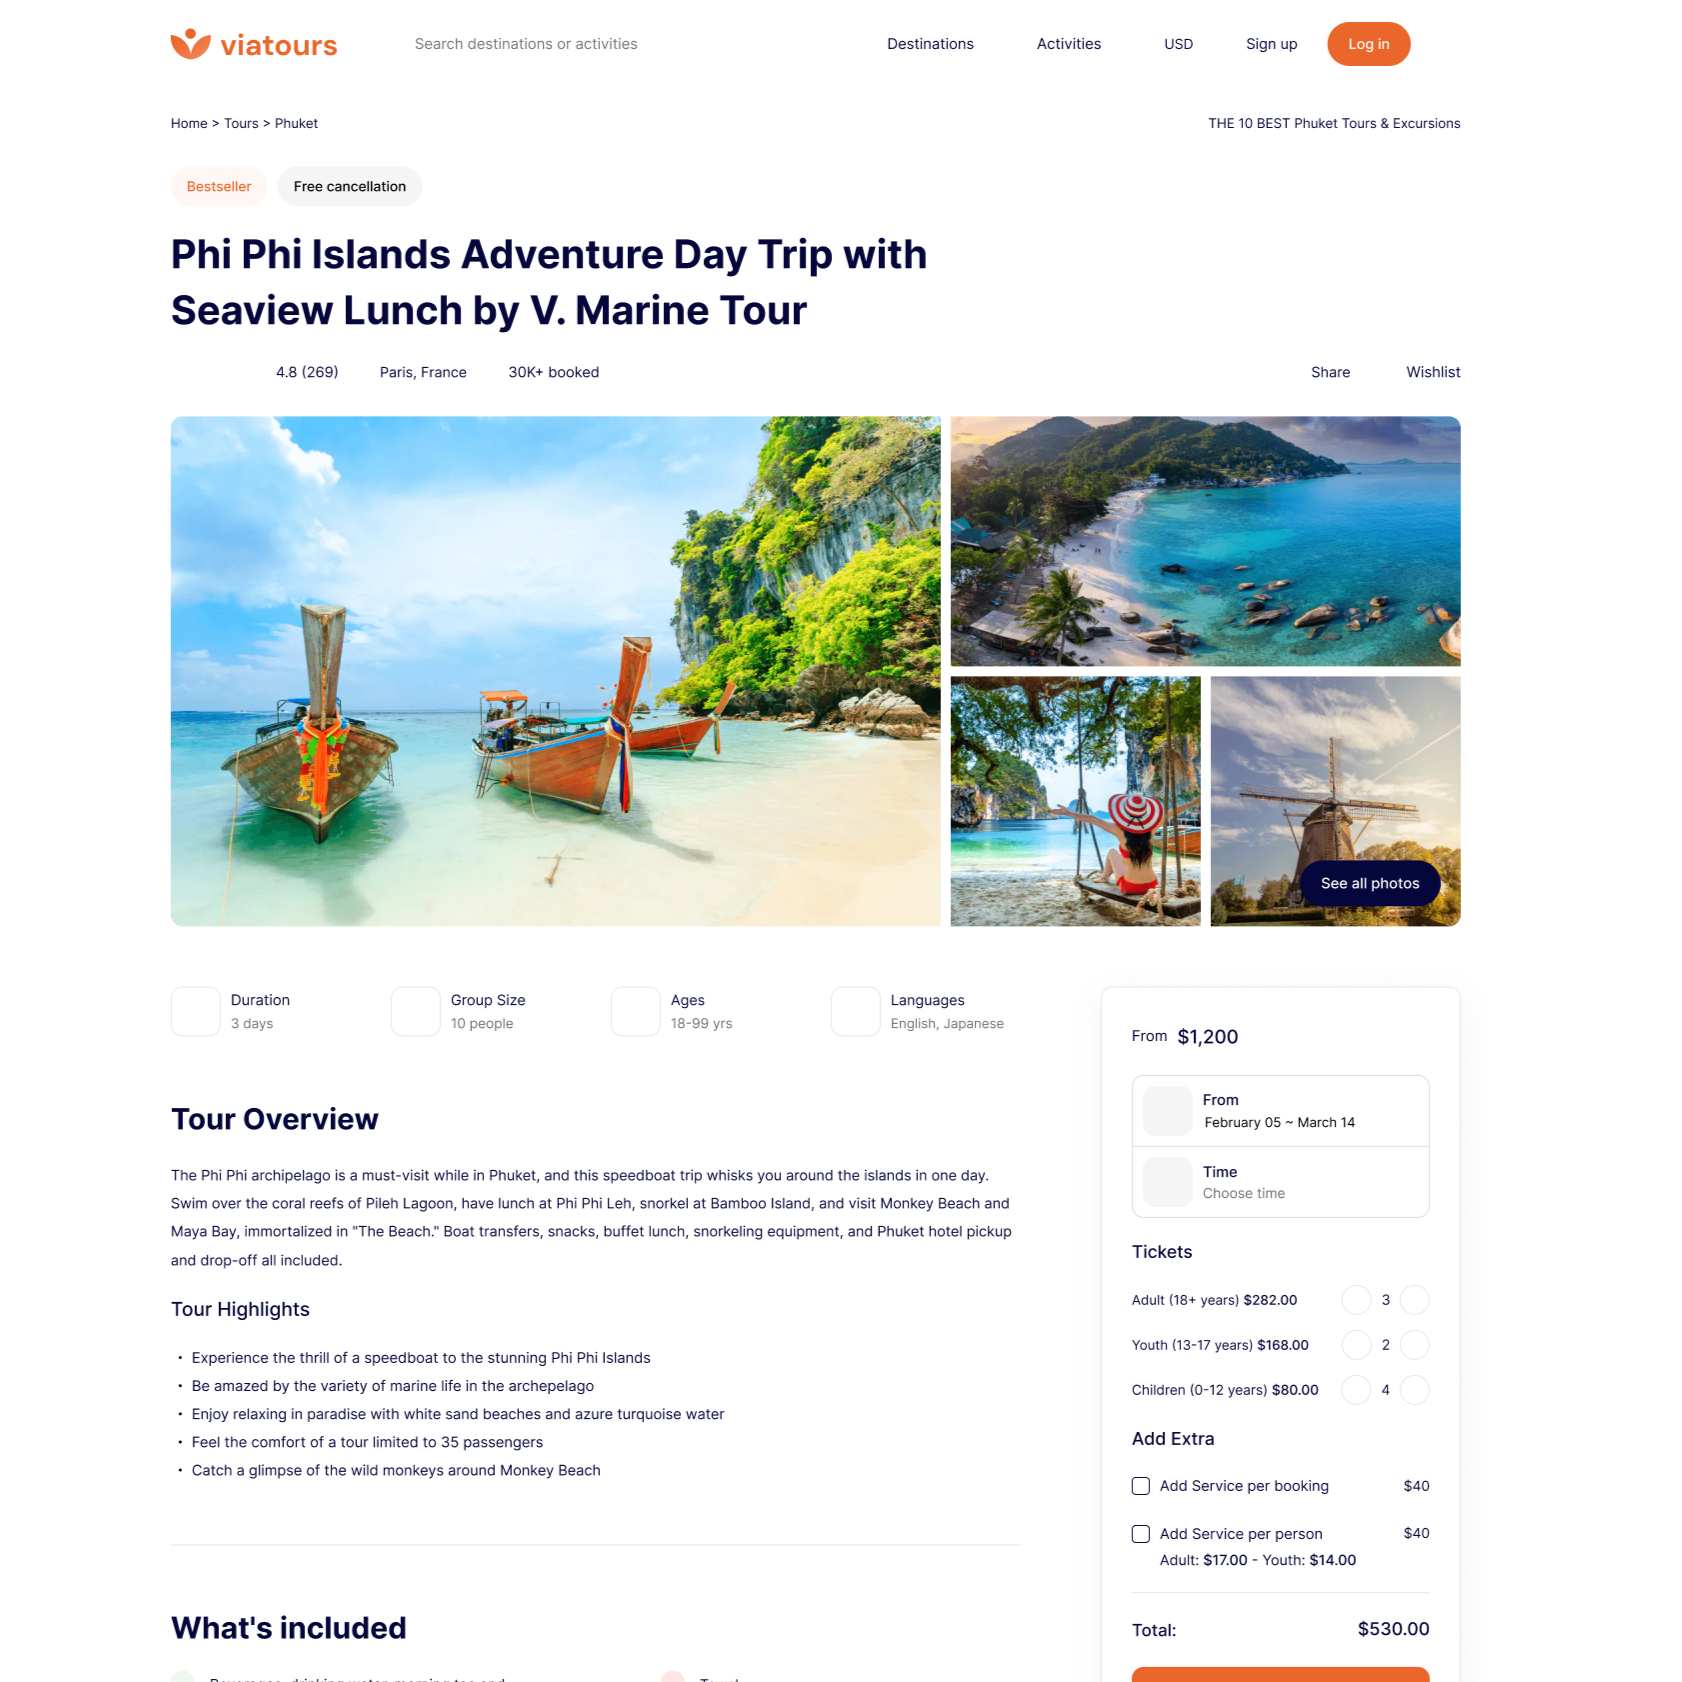 viatours
Search destinations or activities
Destinations
Activities
USD
Sign up
Log in
Home > Tours > Phuket
THE 10 BEST Phuket Tours & Excursions
Bestseller
Free cancellation
Phi Phi Islands Adventure Day Trip with
Seaview Lunch by V. Marine Tour
4.8 (269)
Paris, France
30K+ booked
Share
Wishlist
See all photos
Duration
3 days
Group Size
10 people
Ages
18-99 yrs
Languages
English, Japanese
Tour Overview
The Phi Phi archipelago is a must-visit while in Phuket, and this speedboat trip whisks you around the islands in one day.
Swim over the coral reefs of Pileh Lagoon, have lunch at Phi Phi Leh, snorkel at Bamboo Island, and visit Monkey Beach and
Maya Bay, immortalized in "The Beach." Boat transfers, snacks, buffet lunch, snorkeling equipment, and Phuket hotel pickup
and drop-off all included.
Tour Highlights
• Experience the thrill of a speedboat to the stunning Phi Phi Islands
• Be amazed by the variety of marine life in the archepelago
• Enjoy relaxing in paradise with white sand beaches and azure turquoise water
• Feel the comfort of a tour limited to 35 passengers
• Catch a glimpse of the wild monkeys around Monkey Beach
What's included
Beverages, drinking water, morning tea and
Towel
From $1,200
From
February 05 ~ March 14
Time
Choose time
Tickets
Adult (18+ years) $282.00 3
Youth (13-17 years) $168.00 2
Children (0-12 years) $80.00 4
Add Extra
Add Service per booking $40
Add Service per person $40
Adult: $17.00 - Youth: $14.00
Total: $530.00